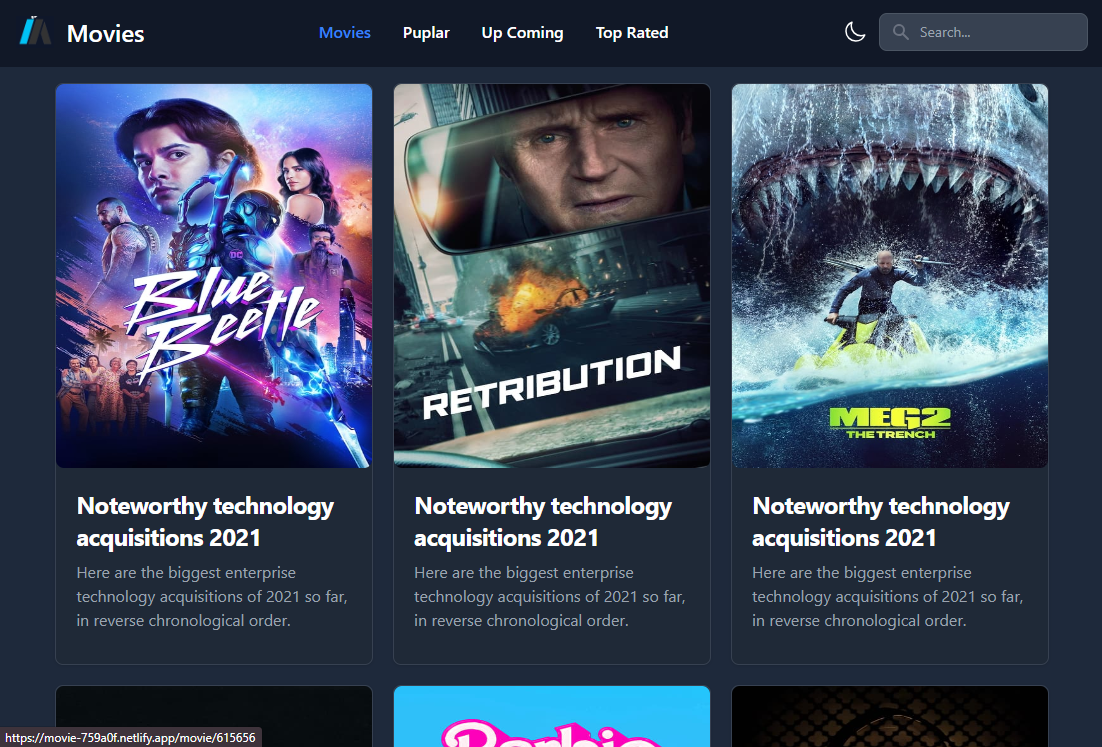 Movies
Movies Puplar Up Coming Top Rated
Search...
DC
Blue
Beetle
RETRIBUTION
MEG2
THE TRENCH
Noteworthy technology
acquisitions 2021
Here are the biggest enterprise
technology acquisitions of 2021 so far,
in reverse chronological order.
Noteworthy technology
acquisitions 2021
Here are the biggest enterprise
technology acquisitions of 2021 so far,
in reverse chronological order.
Noteworthy technology
acquisitions 2021
Here are the biggest enterprise
technology acquisitions of 2021 so far,
in reverse chronological order.
Barbie
https://movie-759a0f.netlify.app/movie/615656